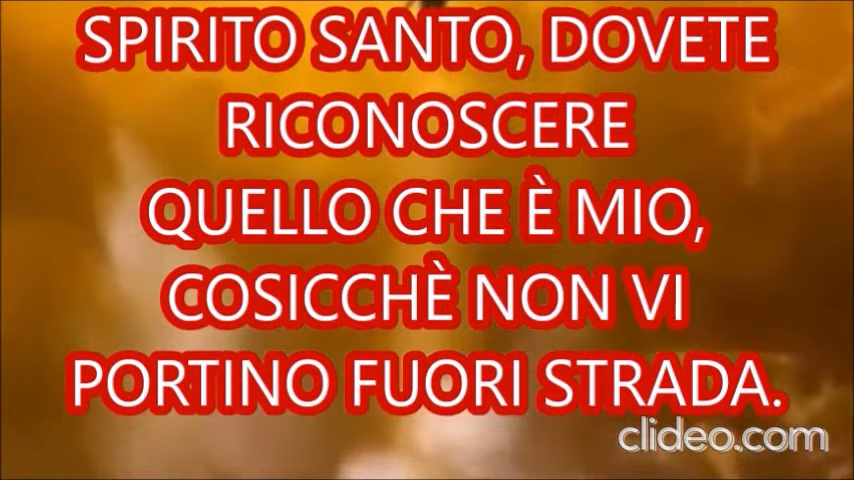 SPIRITO SANTO, DOVETE
RICONOSCERE
QUELLO CHE È MIO,
COSICCHÈ NON VI
PORTINO FUORI STRADA.
clideo.com